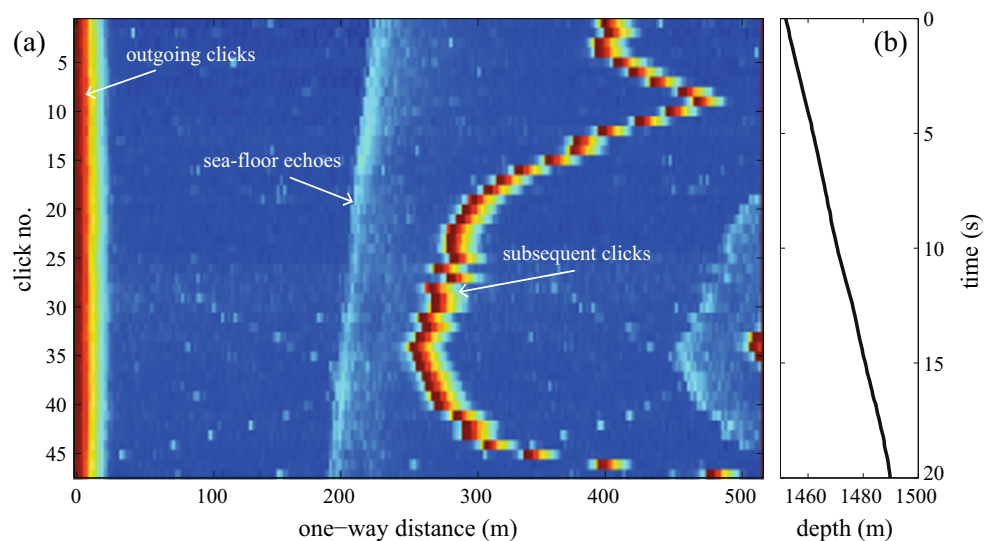 (a)
outgoing clicks
sea-floor echoes
subsequent clicks
click no.
5
10
15
20
25
30
35
40
45
0
100
200
300
400
500
one−way distance (m)
(b)
0
5
10
15
20
time (s)
1460
1480
1500
depth (m)